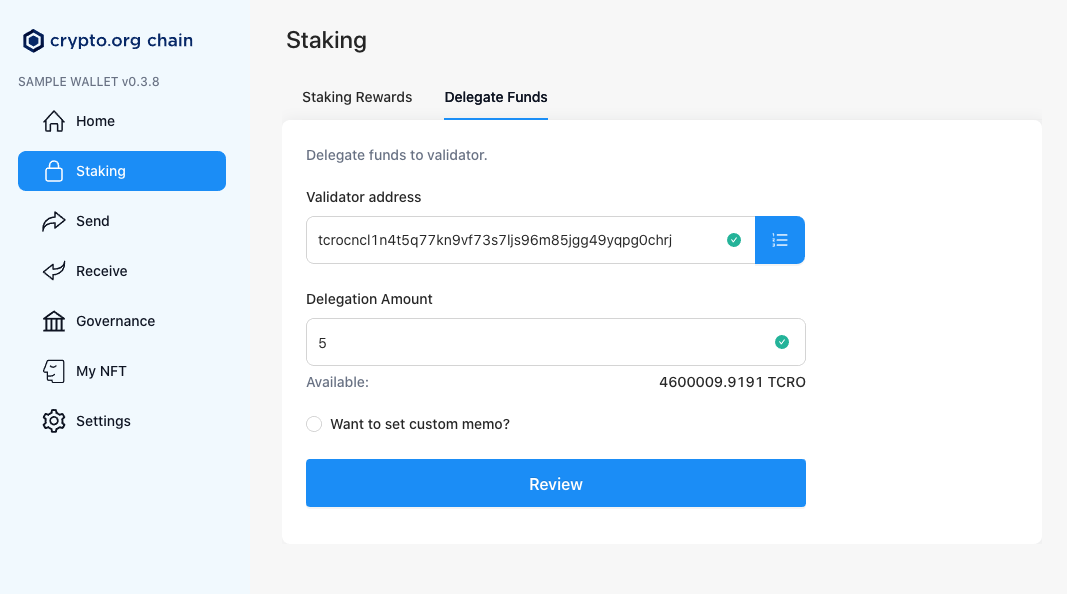 crypto.org chain
SAMPLE WALLET v0.3.8
Home
Staking
Send
Receive
Governance
My NFT
Settings
Staking
Staking Rewards
Delegate Funds
Delegate funds to validator.
Validator address
tcrocncl1n4t5q77kn9vf73s7ljs96m85jgg49yqpg0chrj
Delegation Amount
5
Available: 4600009.9191 TCRO
Want to set custom memo?
Review